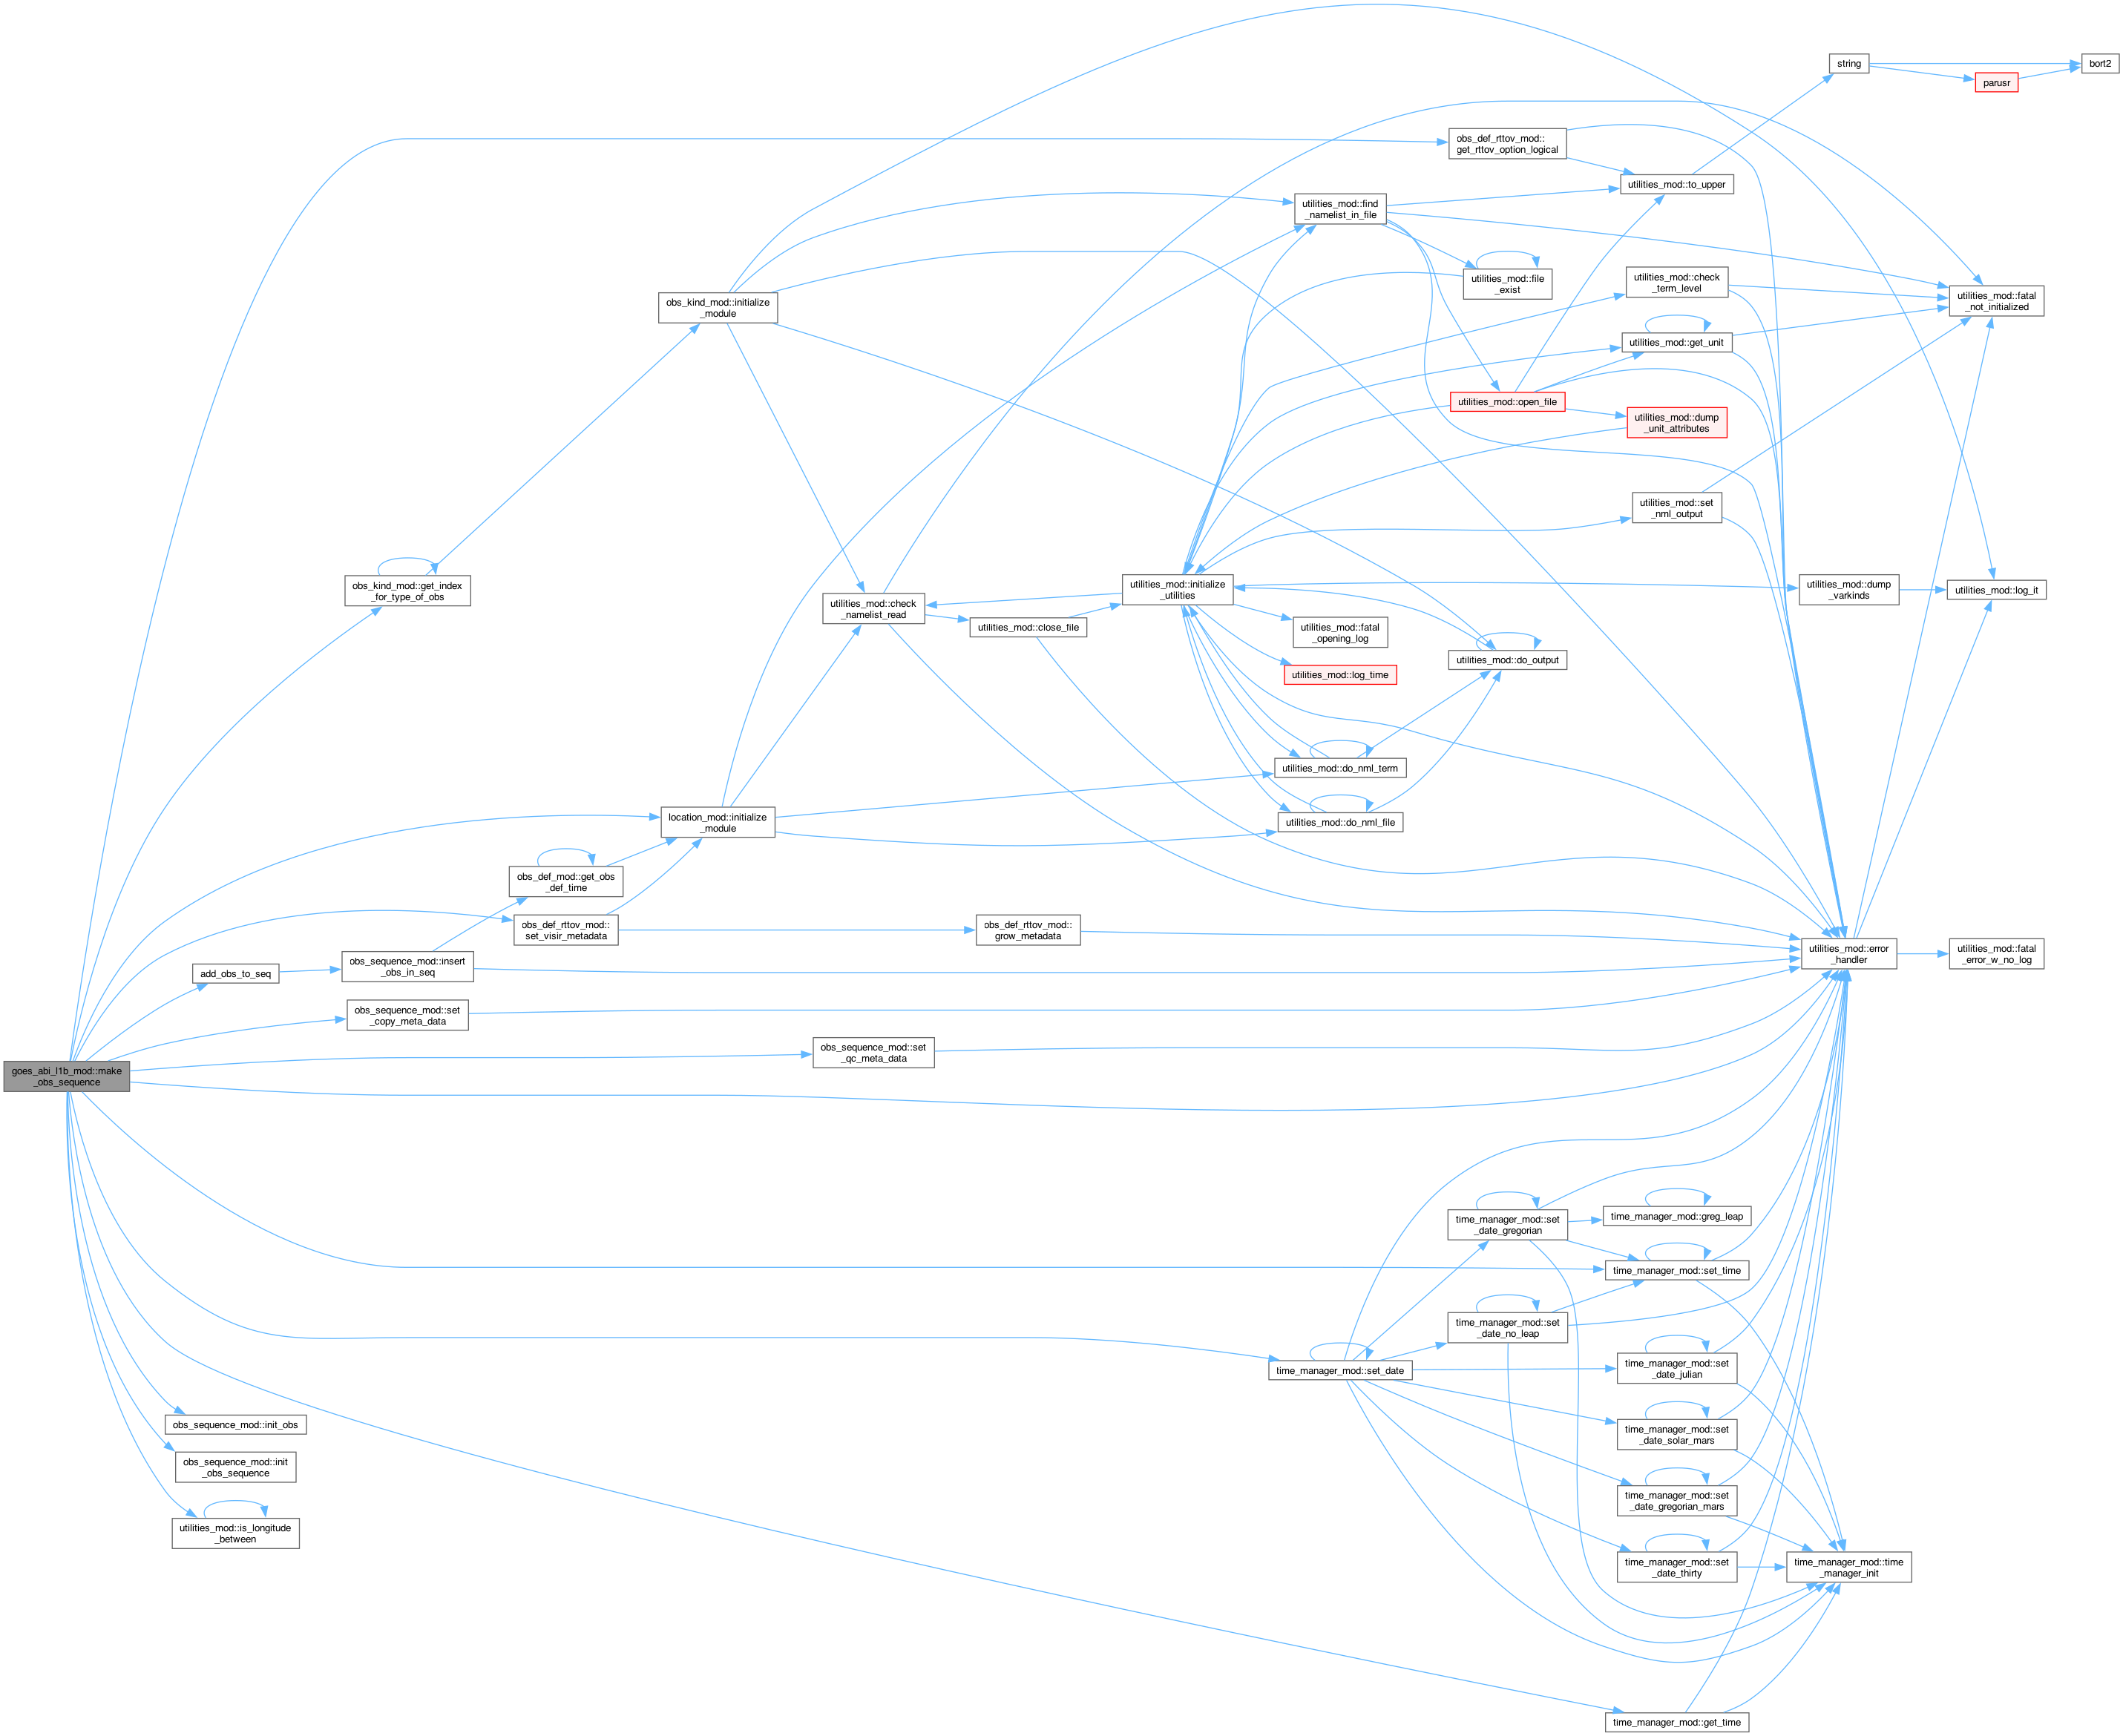 string
bort2
parusr
obs_def_rttov_mod::
get_rttov_option_logical
utilities_mod::to_upper
utilities_mod::find
_namelist_in_file
utilities_mod::file
_exist
utilities_mod::check
_term_level
utilities_mod::fatal
_not_initialized
obs_kind_mod::initialize
_module
utilities_mod::get_unit
utilities_mod::open_file
utilities_mod::dump
_unit_attributes
utilities_mod::set
_nml_output
obs_kind_mod::get_index
_for_type_of_obs
utilities_mod::initialize
_utilities
utilities_mod::dump
_varkinds
utilities_mod::log_it
utilities_mod::check
_namelist_read
utilities_mod::close_file
utilities_mod::fatal
_opening_log
utilities_mod::do_output
utilities_mod::log_time
utilities_mod::do_nml_term
location_mod::initialize
_module
utilities_mod::do_nml_file
obs_def_mod::get_obs
_def_time
obs_def_rttov_mod::
set_visir_metadata
obs_def_rttov_mod::
grow_metadata
utilities_mod::error
_handler
utilities_mod::fatal
_error_w_no_log
obs_sequence_mod::insert
_obs_in_seq
add_obs_to_seq
obs_sequence_mod::set
_copy_meta_data
obs_sequence_mod::set
_qc_meta_data
goes_abi_l1b_mod::make
_obs_sequence
time_manager_mod::set
_date_gregorian
time_manager_mod::greg_leap
time_manager_mod::set_time
time_manager_mod::set
_date_no_leap
time_manager_mod::set_date
time_manager_mod::set
_date_julian
obs_sequence_mod::init_obs
time_manager_mod::set
_date_solar_mars
obs_sequence_mod::init
_obs_sequence
time_manager_mod::set
_date_gregorian_mars
utilities_mod::is_longitude
_between
time_manager_mod::set
_date_thirty
time_manager_mod::time
_manager_init
time_manager_mod::get_time